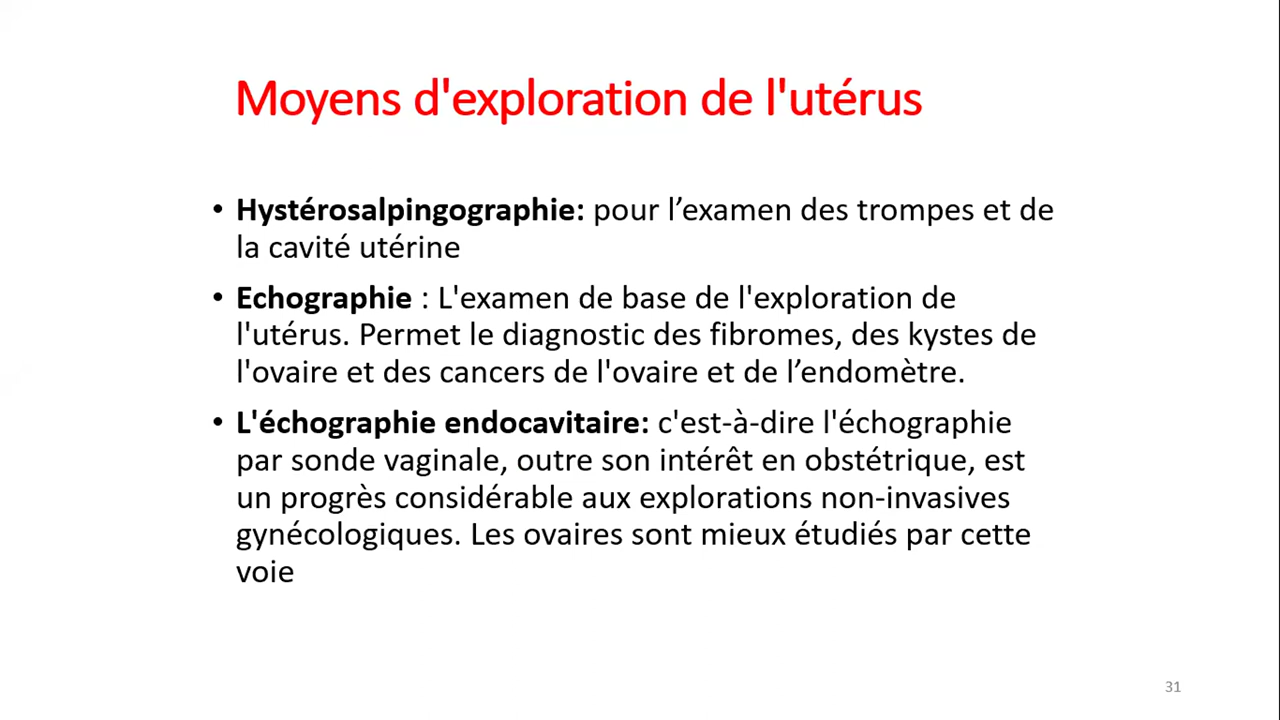 Moyens d'exploration de l'utérus
• Hystérosalpingographie: pour l’examen des trompes et de
la cavité utérine
• Echographie : L'examen de base de l'exploration de
l'utérus. Permet le diagnostic des fibromes, des kystes de
l'ovaire et des cancers de l'ovaire et de l’endomètre.
• L'échographie endocavitaire: c'est-à-dire l'échographie
par sonde vaginale, outre son intérêt en obstétrique, est
un progrès considérable aux explorations non-invasives
gynécologiques. Les ovaires sont mieux étudiés par cette
voie
31